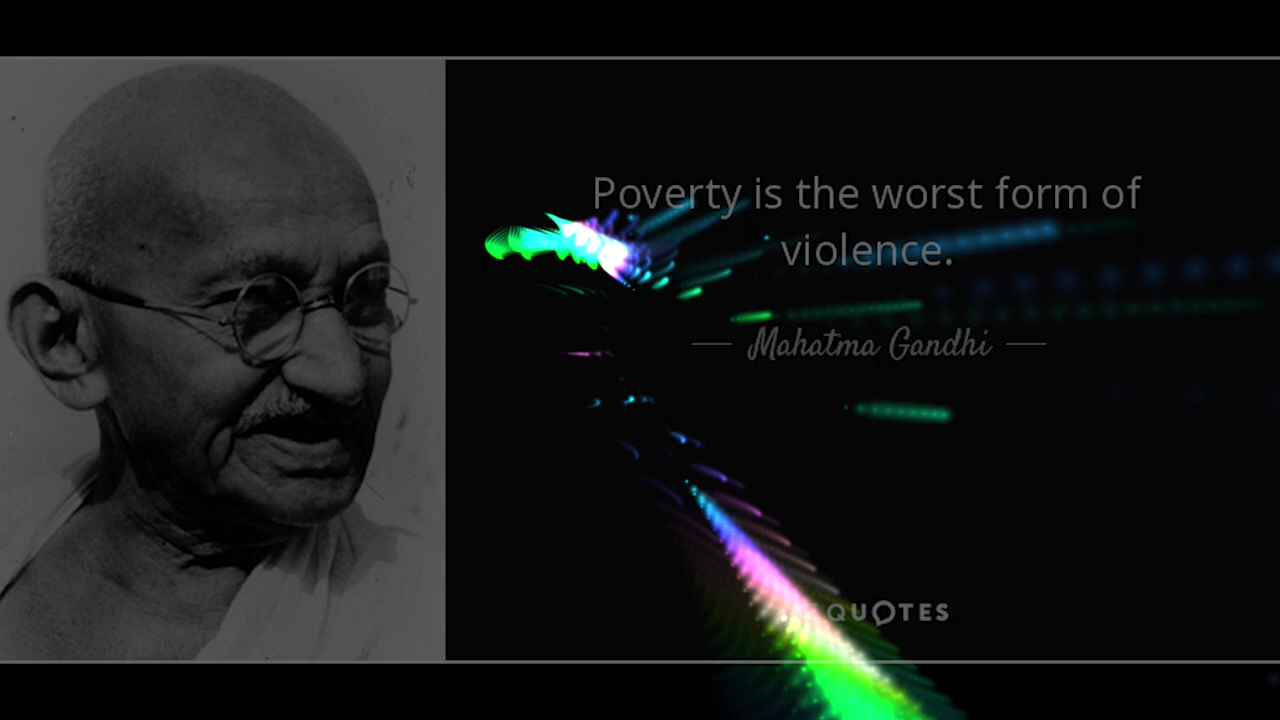 Poverty is the worst form of
violence.
Mahatma Gandhi
QUOTES